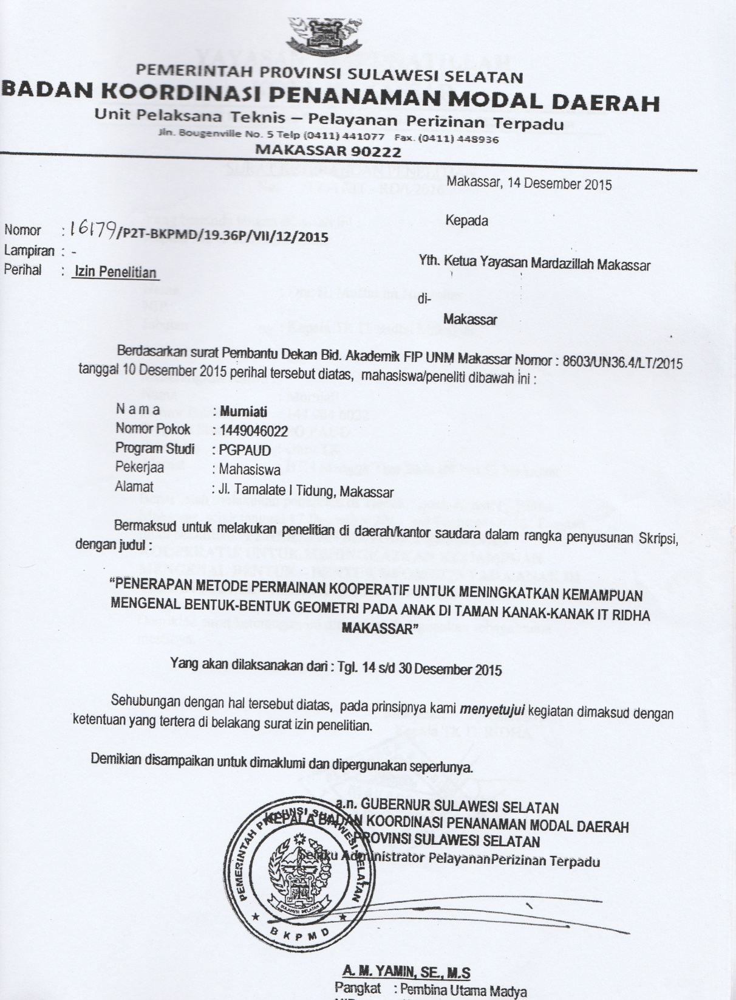 PEMERINTAH PROVINSI SULAWESI SELATAN
BADAN KOORDINASI PENANAMAN MODAL DAERAH
Unit Pelaksana Teknis – Pelayanan Perizinan Terpadu
Jln. Bougenville No. 5 Telp (0411) 441077 Fax. (0411) 448936
MAKASSAR 90222
Makassar, 14 Desember 2015
Kepada
Nomor : 16179/P2T-BKPMD/19.36P/VII/12/2015
Lampiran : -
Perihal : Izin Penelitian
Yth. Ketua Yayasan Mardazillah Makassar
di-
Makassar
Berdasarkan surat Pembantu Dekan Bid. Akademik FIP UNM Makassar Nomor : 8603/UN36.4/LT/2015
tanggal 10 Desember 2015 perihal tersebut diatas, mahasiswa/peneliti dibawah ini :
N a m a : Murniati
Nomor Pokok : 1449046022
Program Studi : PGPAUD
Pekerjaa : Mahasiswa
Alamat : Jl. Tamalate I Tidung, Makassar
Bermaksud untuk melakukan penelitian di daerah/kantor saudara dalam rangka penyusunan Skripsi,
dengan judul :
“PENERAPAN METODE PERMAINAN KOOPERATIF UNTUK MENINGKATKAN KEMAMPUAN
MENGENAL BENTUK-BENTUK GEOMETRI PADA ANAK DI TAMAN KANAK-KANAK IT RIDHA
MAKASSAR”
Yang akan dilaksanakan dari : Tgl. 14 s/d 30 Desember 2015
Sehubungan dengan hal tersebut diatas, pada prinsipnya kami menyetujui kegiatan dimaksud dengan
ketentuan yang tertera di belakang surat izin penelitian.
Demikian disampaikan untuk dimaklumi dan dipergunakan seperlunya.
a.n. GUBERNUR SULAWESI SELATAN
KEPALA BADAN KOORDINASI PENANAMAN MODAL DAERAH
PROVINSI SULAWESI SELATAN
Selaku Administrator PelayananPerizinan Terpadu
PEMERINTAH PROVINSI SULAWESI SELATAN
SULAWESI SELATAN
BKPMD
A. M. YAMIN, SE., M.S
Pangkat : Pembina Utama Madya